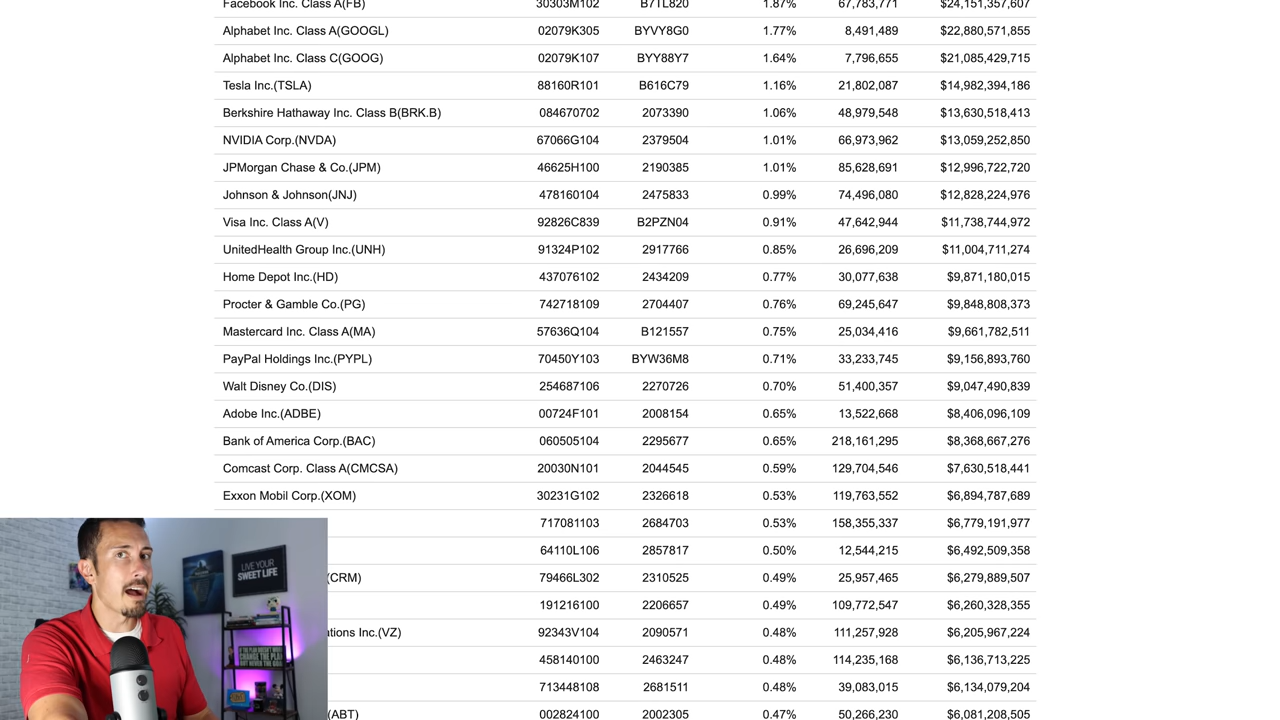 Facebook Inc. Class A(FB) 30303M102 B7TL820 1.87% 67,783,771 $24,151,357,607
Alphabet Inc. Class A(GOOGL) 02079K305 BYVY8G0 1.77% 8,491,489 $22,880,571,855
Alphabet Inc. Class C(GOOG) 02079K107 BYY88Y7 1.64% 7,796,655 $21,085,429,715
Tesla Inc.(TSLA) 88160R101 B616C79 1.16% 21,802,087 $14,982,394,186
Berkshire Hathaway Inc. Class B(BRK.B) 084670702 2073390 1.06% 48,979,548 $13,630,518,413
NVIDIA Corp.(NVDA) 67066G104 2379504 1.01% 66,973,962 $13,059,252,850
JPMorgan Chase & Co.(JPM) 46625H100 2190385 1.01% 85,628,691 $12,996,722,720
Johnson & Johnson(JNJ) 478160104 2475833 0.99% 74,496,080 $12,828,224,976
Visa Inc. Class A(V) 92826C839 B2PZN04 0.91% 47,642,944 $11,738,744,972
UnitedHealth Group Inc.(UNH) 91324P102 2917766 0.85% 26,696,209 $11,004,711,274
Home Depot Inc.(HD) 437076102 2434209 0.77% 30,077,638 $9,871,180,015
Procter & Gamble Co.(PG) 742718109 2704407 0.76% 69,245,647 $9,848,808,373
Mastercard Inc. Class A(MA) 57636Q104 B121557 0.75% 25,034,416 $9,661,782,511
PayPal Holdings Inc.(PYPL) 70450Y103 BYW36M8 0.71% 33,233,745 $9,156,893,760
Walt Disney Co.(DIS) 254687106 2270726 0.70% 51,400,357 $9,047,490,839
Adobe Inc.(ADBE) 00724F101 2008154 0.65% 13,522,668 $8,406,096,109
Bank of America Corp.(BAC) 060505104 2295677 0.65% 218,161,295 $8,368,667,276
Comcast Corp. Class A(CMCSA) 20030N101 2044545 0.59% 129,704,546 $7,630,518,441
Exxon Mobil Corp.(XOM) 30231G102 2326618 0.53% 119,763,552 $6,894,787,689
717081103 2684703 0.53% 158,355,337 $6,779,191,977
64110L106 2857817 0.50% 12,544,215 $6,492,509,358
(CRM) 79466L302 2310525 0.49% 25,957,465 $6,279,889,507
191216100 2206657 0.49% 109,772,547 $6,260,328,355
ations Inc.(VZ) 92343V104 2090571 0.48% 111,257,928 $6,205,967,224
458140100 2463247 0.48% 114,235,168 $6,136,713,225
713448108 2681511 0.48% 39,083,015 $6,134,079,204
(ABT) 002824100 2002305 0.47% 50,266,230 $6,081,208,505
LIVE YOUR
SWEET LIFE
IF THE PLAN DOESN'T WORK
CHANGE THE PLAN
BUT NEVER THE GOAL